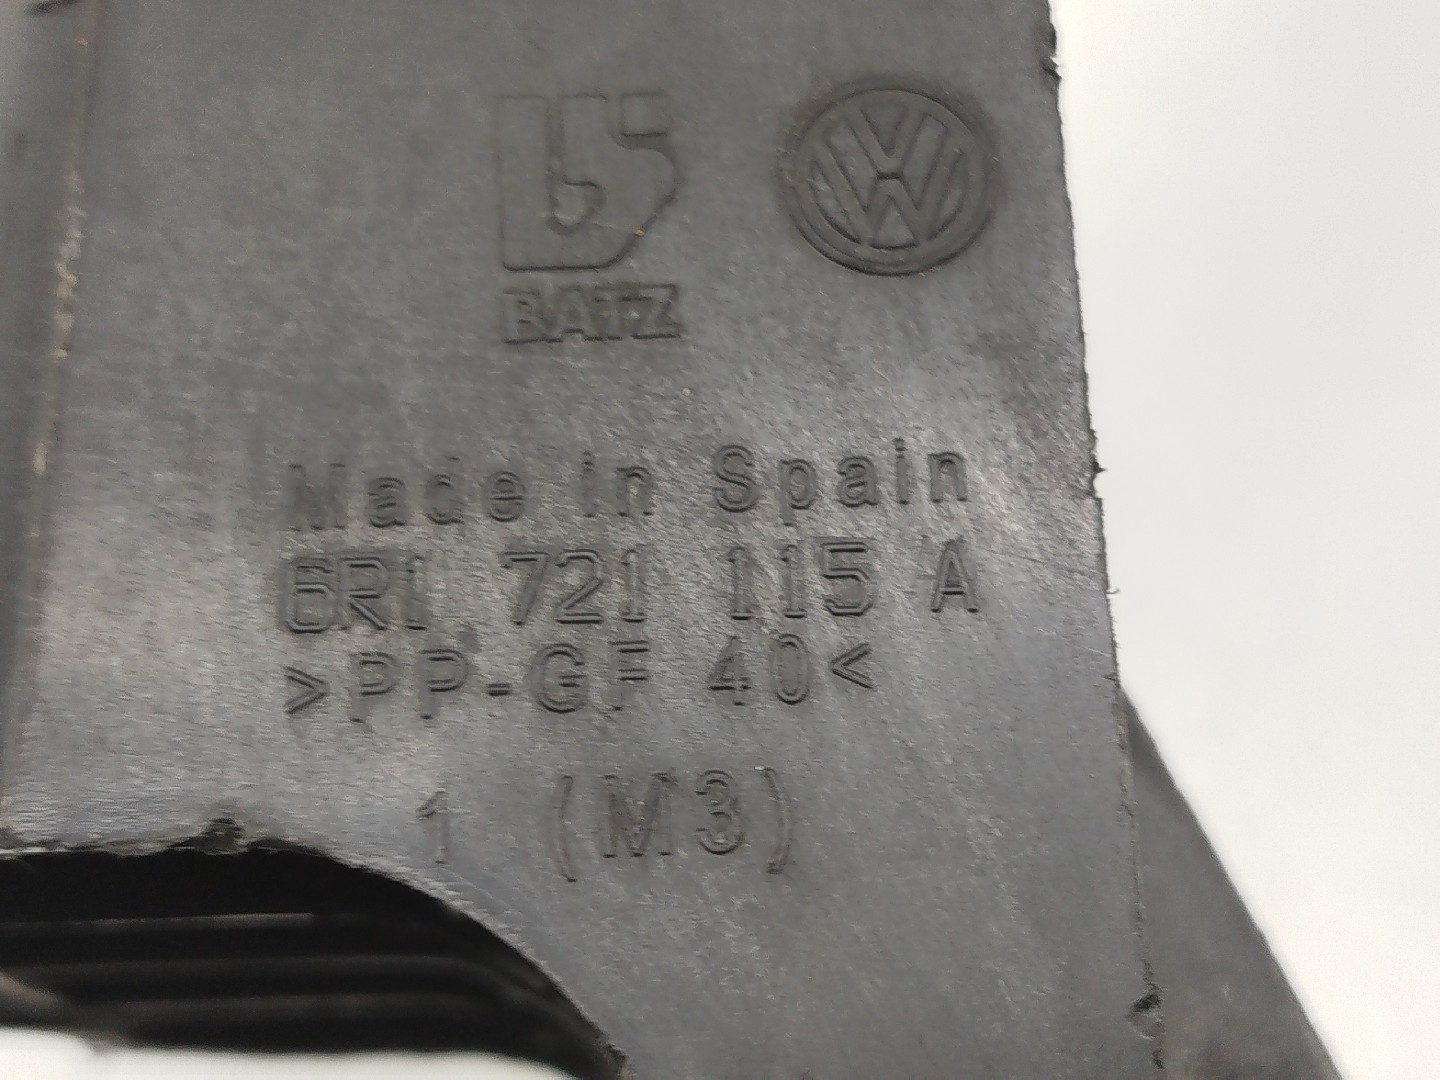 BATZ
Made in Spain
6R1 721 115 A
>PP-GF 40<
1 (M3)